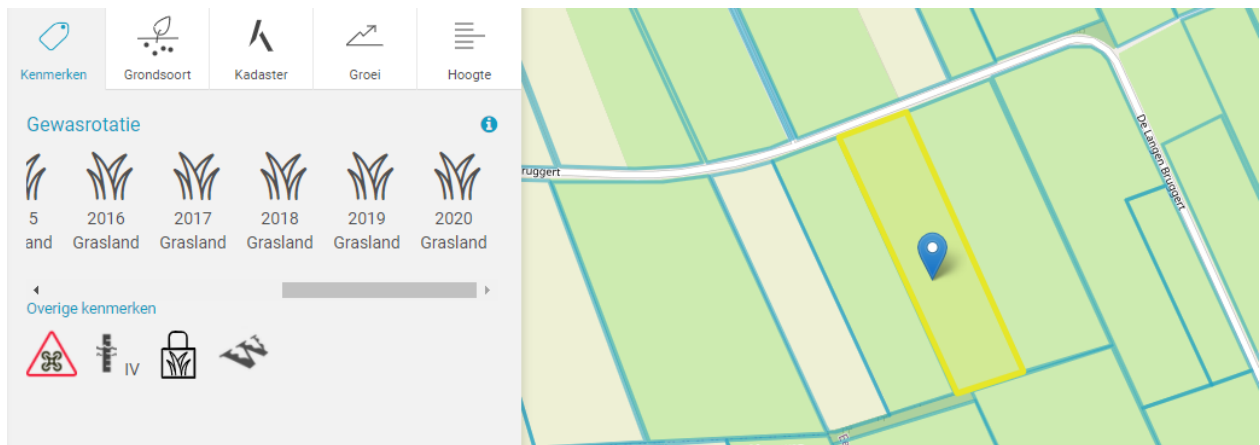 Kenmerken Grondsoort Kadaster Groei Hoogte
Gewasrotatie
5 2016 2017 2018 2019 2020
and Grasland Grasland Grasland Grasland Grasland
Overige kenmerken
IV
ruggert
De Langen Bruggert